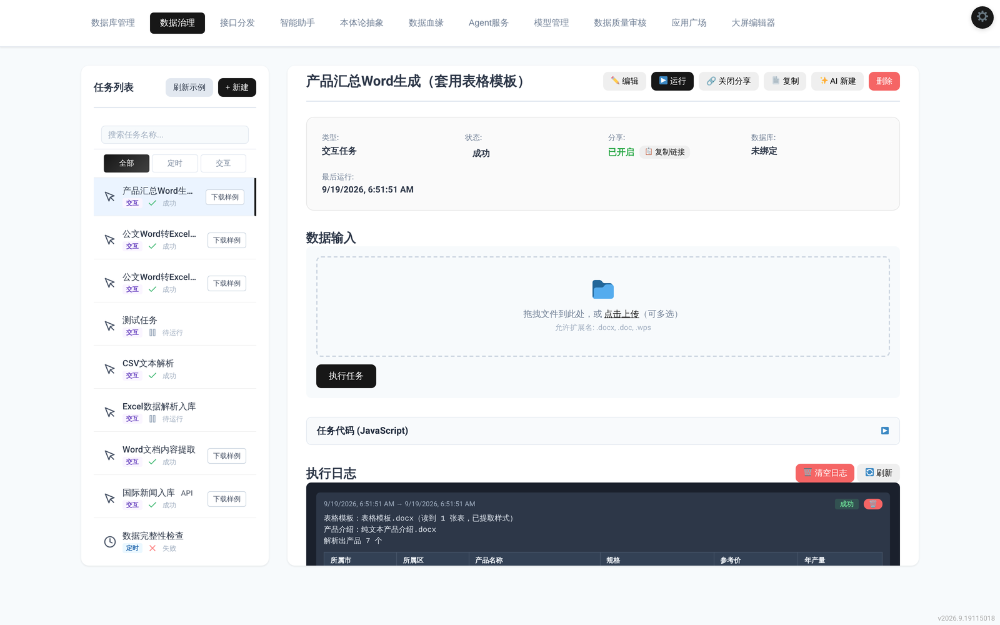 数据库管理 数据治理 接口分发 智能助手 本体论抽象 数据血缘 Agent服务 模型管理 数据质量审核 应用广场 大屏编辑器
任务列表 刷新示例 + 新建
搜索任务名称...
全部 定时 交互
产品汇总Word生... 下载样例
交互 成功
公文Word转Excel... 下载样例
交互 成功
公文Word转Excel... 下载样例
交互 成功
测试任务
交互 待运行
CSV文本解析
交互 成功
Excel数据解析入库
交互 待运行
Word文档内容提取 下载样例
交互 成功
国际新闻入库 API 下载样例
交互 成功
数据完整性检查
定时 失败
产品汇总Word生成（套用表格模板） 编辑 运行 关闭分享 复制 AI 新建 删除
类型: 状态: 分享: 数据库:
交互任务 成功 已开启 复制链接 未绑定
最后运行:
9/19/2026, 6:51:51 AM
数据输入
拖拽文件到此处，或 点击上传（可多选）
允许扩展名: .docx, .doc, .wps
执行任务
任务代码 (JavaScript)
执行日志 清空日志 刷新
9/19/2026, 6:51:51 AM → 9/19/2026, 6:51:51 AM 成功
表格模板：表格模板.docx（读到 1 张表，已提取样式）
产品介绍：纯文本产品介绍.docx
解析出产品 7 个
所属市 所属区 产品名称 规格 参考价 年产量
v2026.9.19115018